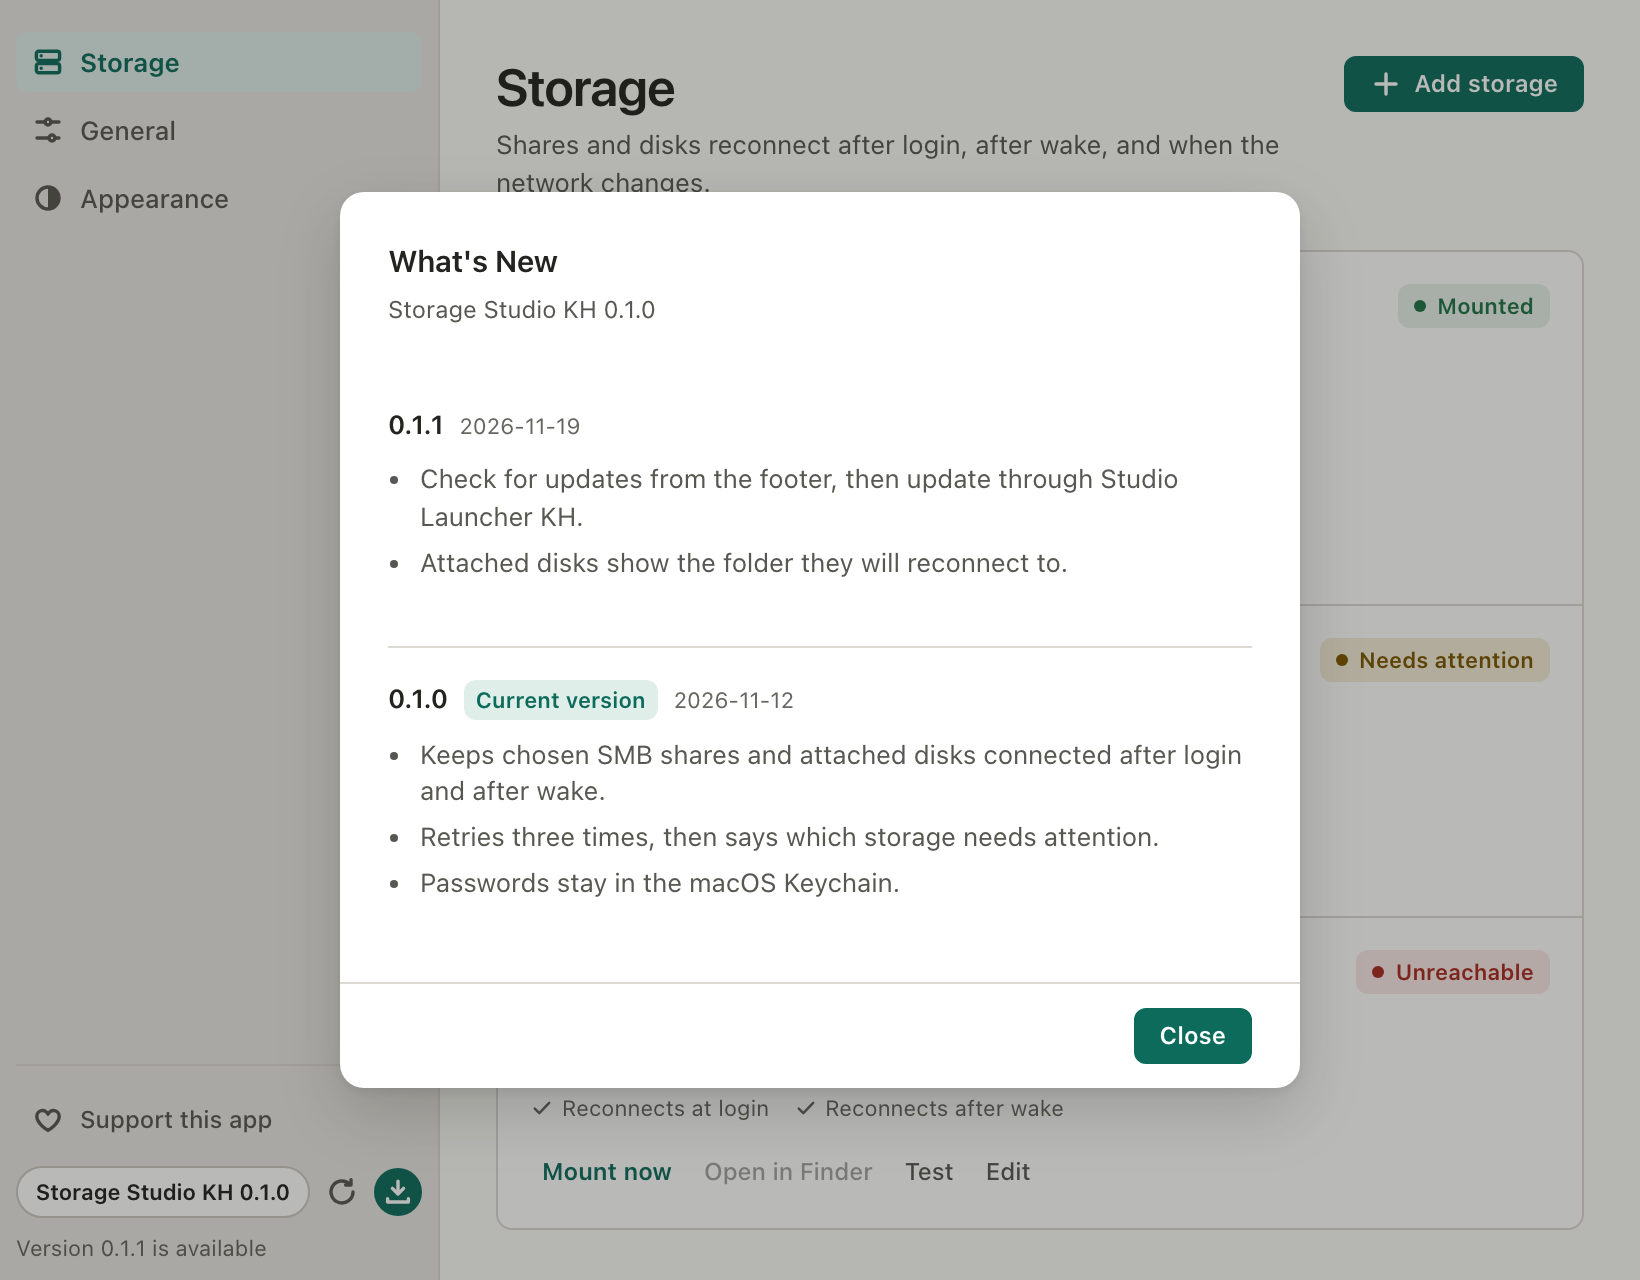 Storage
General
Appearance
Storage
Add storage
Shares and disks reconnect after login, after wake, and when the
network changes.
Mounted
Needs attention
Unreachable
What's New
Storage Studio KH 0.1.0
0.1.1 2026-11-19
Check for updates from the footer, then update through Studio
Launcher KH.
Attached disks show the folder they will reconnect to.
0.1.0 Current version 2026-11-12
Keeps chosen SMB shares and attached disks connected after login
and after wake.
Retries three times, then says which storage needs attention.
Passwords stay in the macOS Keychain.
Close
Reconnects at login Reconnects after wake
Mount now Open in Finder Test Edit
Support this app
Storage Studio KH 0.1.0
Version 0.1.1 is available